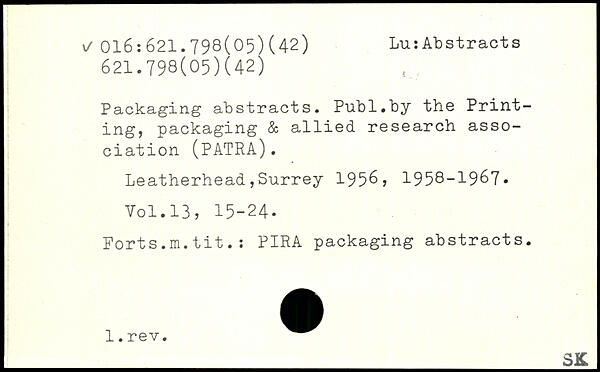 ✓ 016:621.798(05)(42) Lu:Abstracts
621.798(05)(42)
Packaging abstracts. Publ.by the Print-
ing, packaging & allied research asso-
ciation (PATRA).
Leatherhead,Surrey 1956, 1958-1967.
Vol.13, 15-24.
Forts.m.tit.: PIRA packaging abstracts.
1.rev.
SK